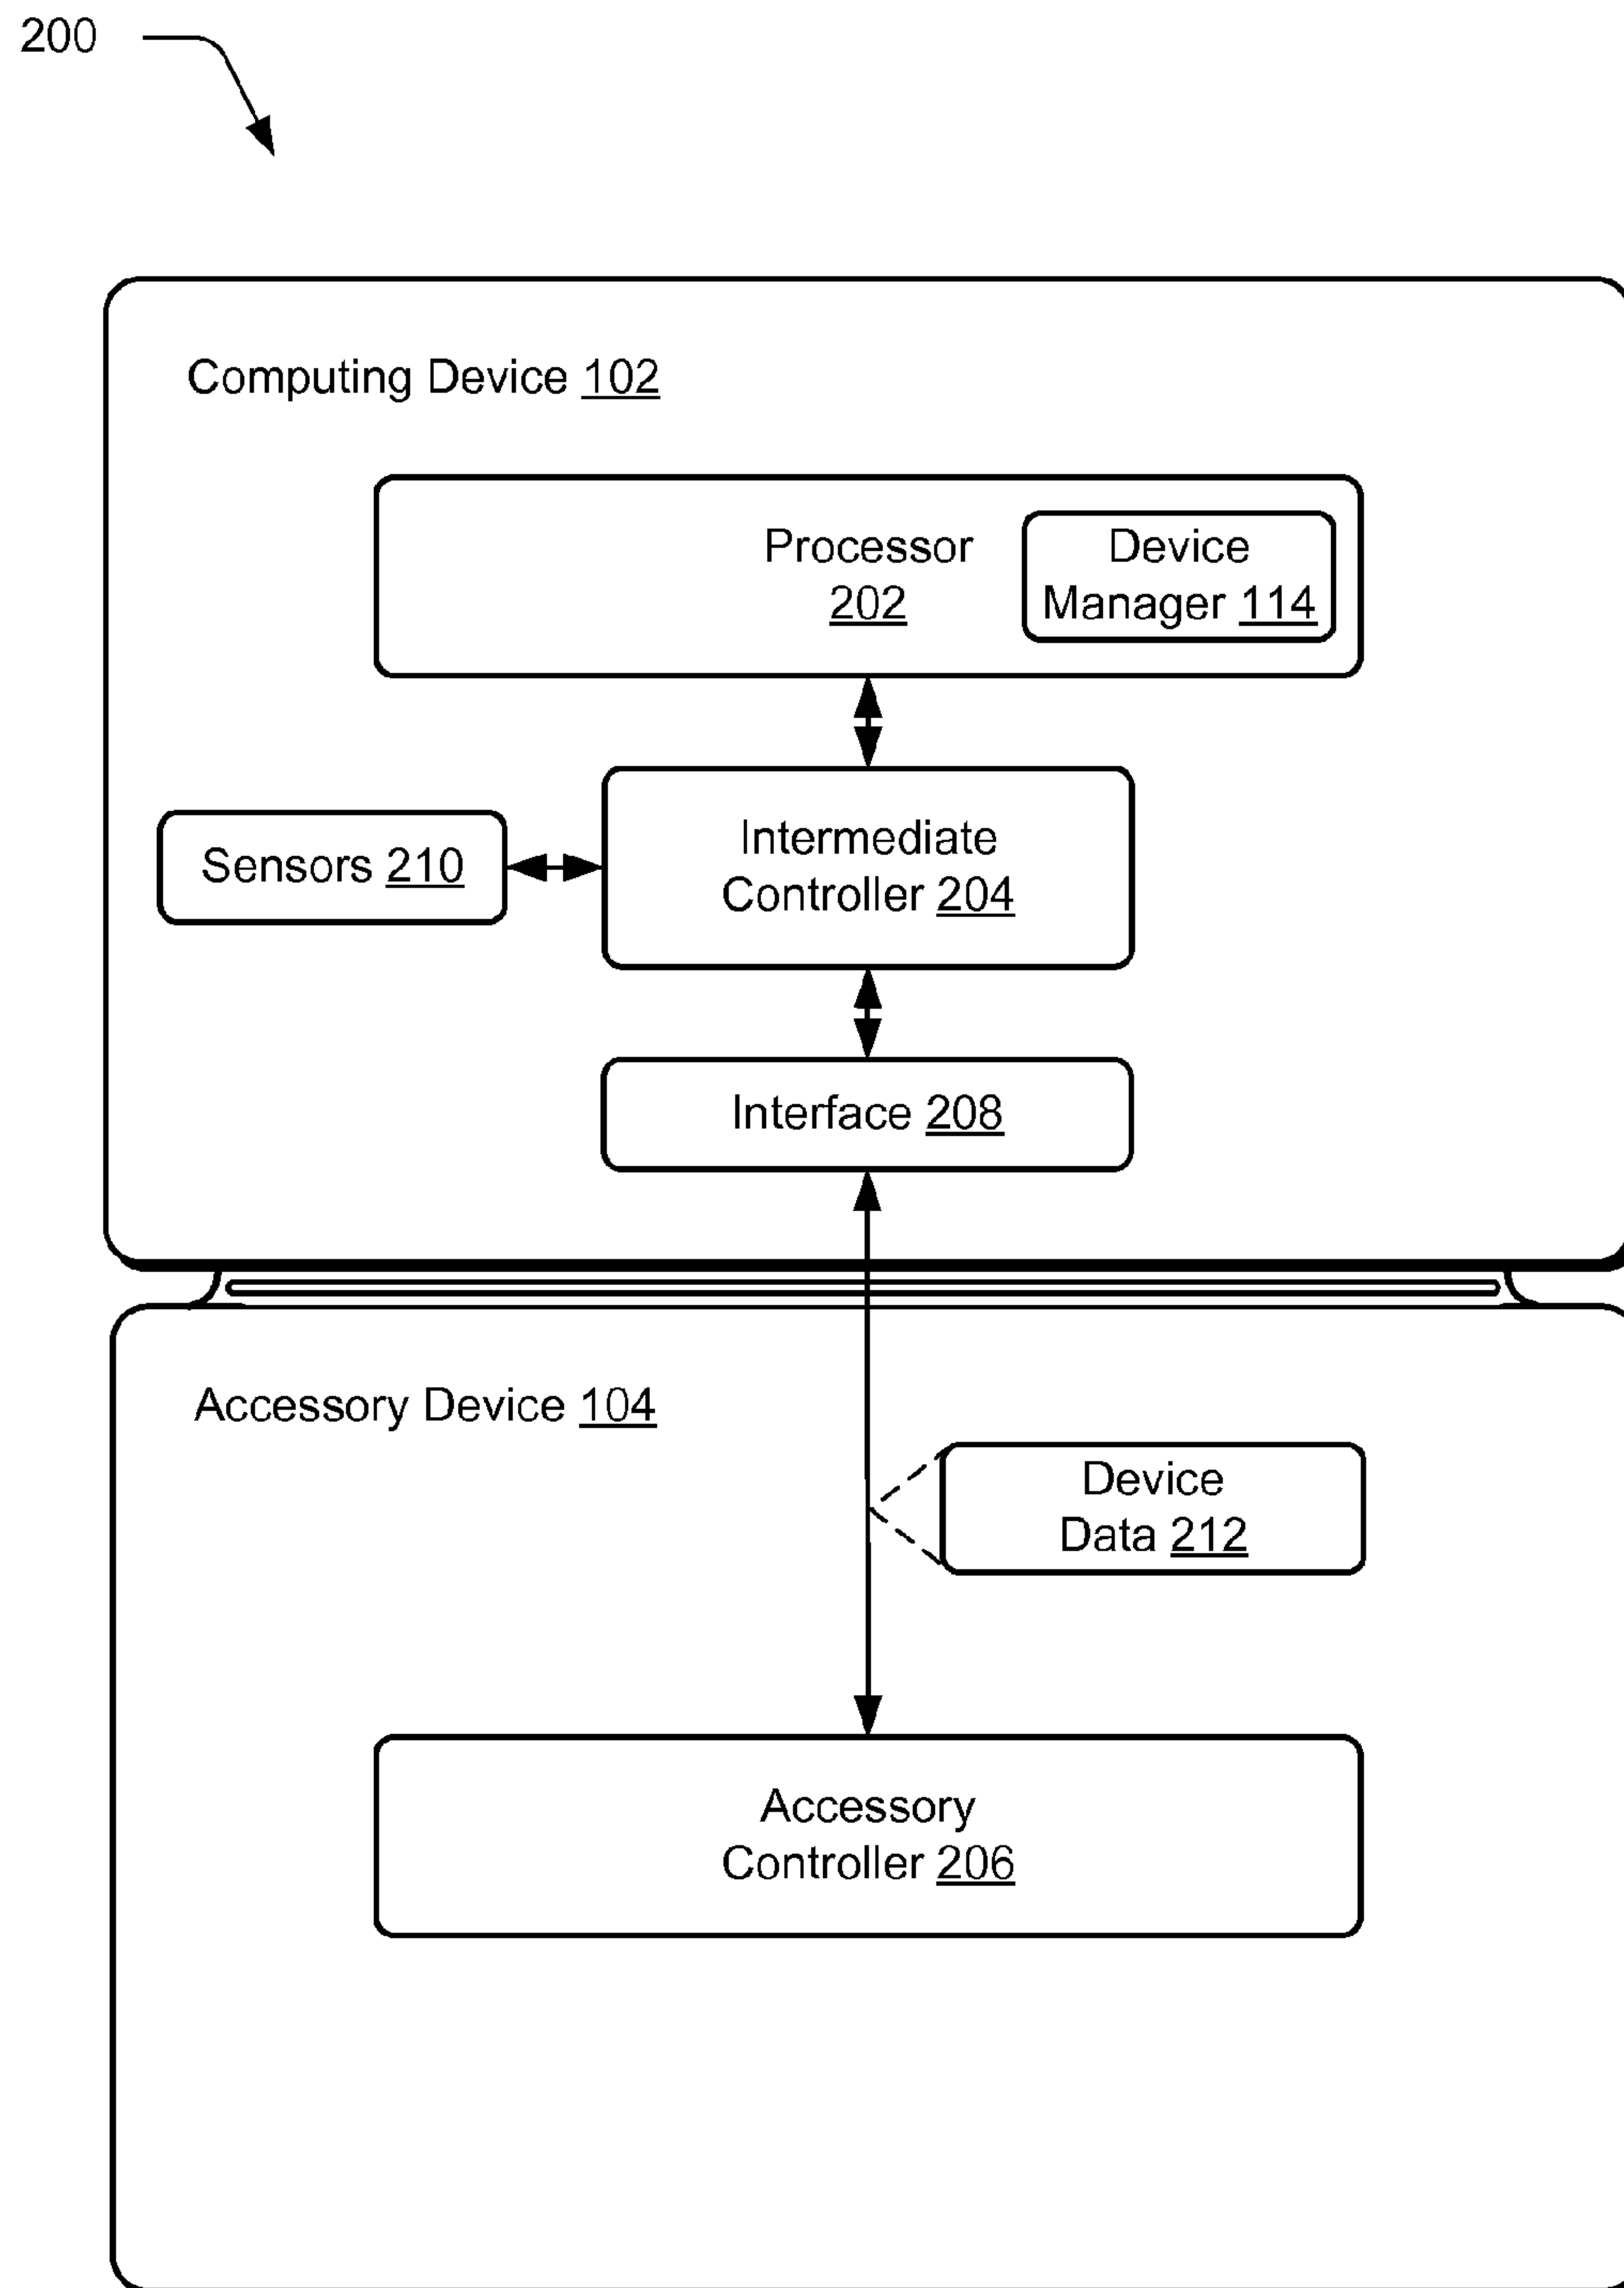 200
Computing Device 102
Processor
202
Device
Manager 114
Intermediate
Controller 204
Sensors 210
Interface 208
Accessory Device 104
Device
Data 212
Accessory
Controller 206